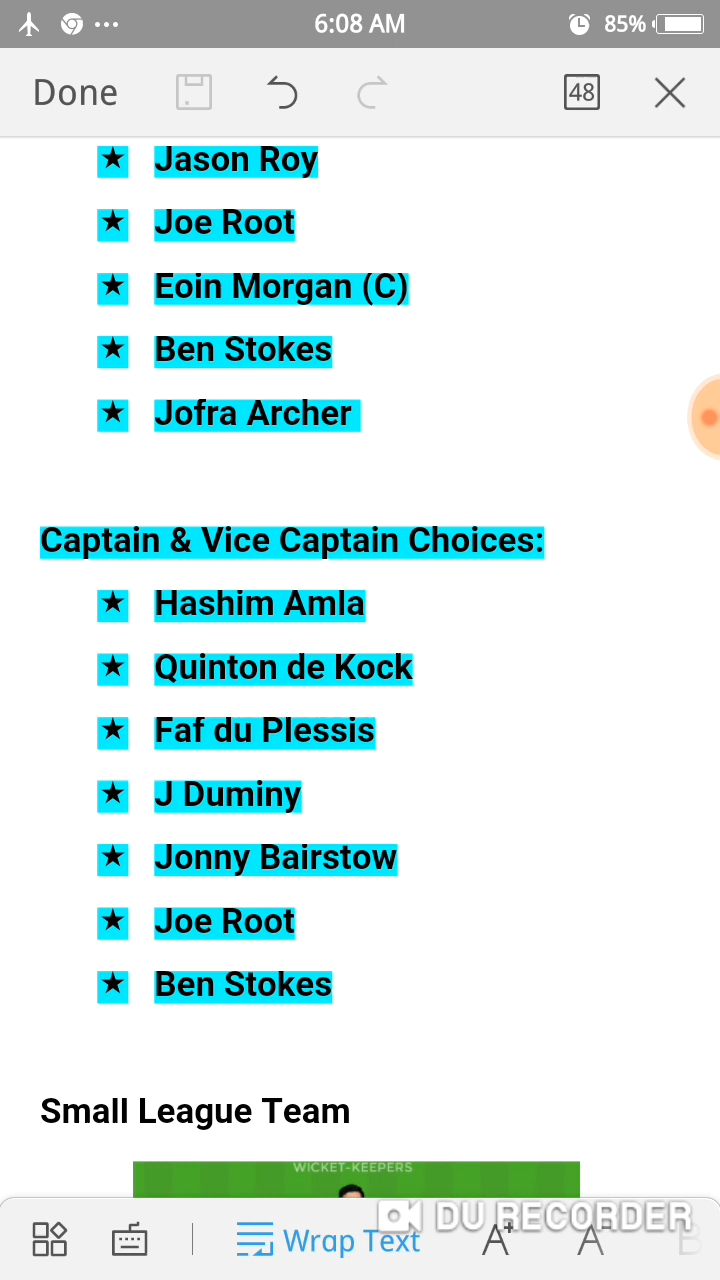 6:08 AM 85%
Done 48
★ Jason Roy
★ Joe Root
★ Eoin Morgan (C)
★ Ben Stokes
★ Jofra Archer
Captain & Vice Captain Choices:
★ Hashim Amla
★ Quinton de Kock
★ Faf du Plessis
★ J Duminy
★ Jonny Bairstow
★ Joe Root
★ Ben Stokes
Small League Team
WICKET-KEEPERS
DU RECORDER
Wrap Text A+ A- B